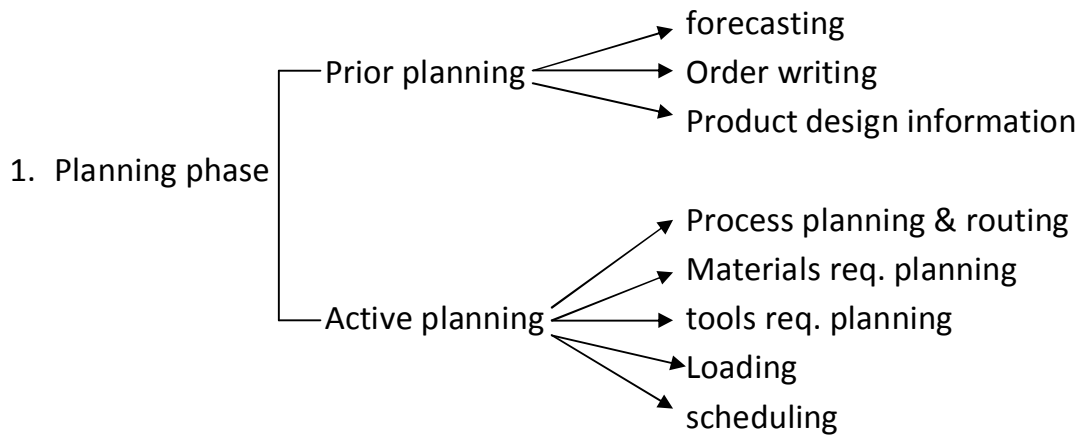 forecasting
Prior planning
Order writing
Product design information
1. Planning phase
Process planning & routing
Materials req. planning
Active planning
tools req. planning
Loading
scheduling